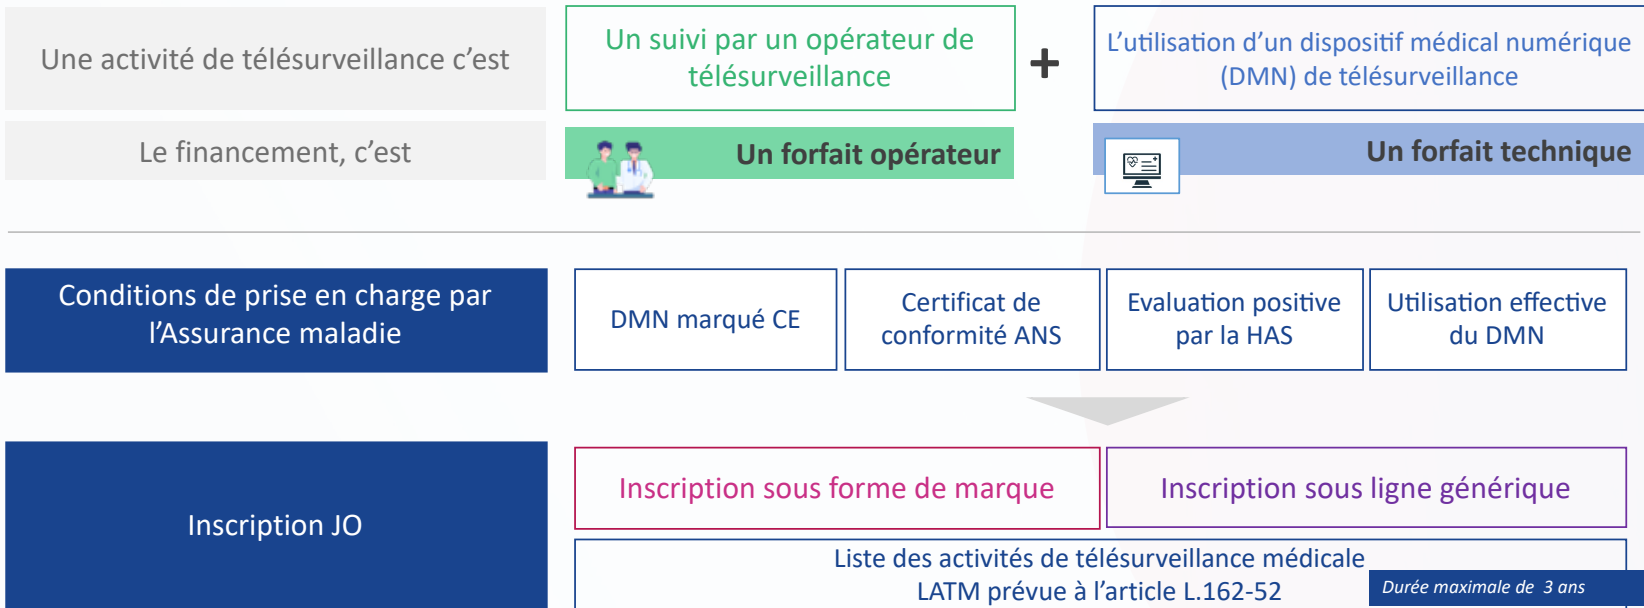 Une activité de télésurveillance c’est
Un suivi par un opérateur de
télésurveillance
+
L’utilisation d’un dispositif médical numérique
(DMN) de télésurveillance
Le financement, c’est
Un forfait opérateur
Un forfait technique
Conditions de prise en charge par
l’Assurance maladie
DMN marqué CE
Certificat de
conformité ANS
Evaluation positive
par la HAS
Utilisation effective
du DMN
Inscription JO
Inscription sous forme de marque
Inscription sous ligne générique
Liste des activités de télésurveillance médicale
LATM prévue à l’article L.162-52
Durée maximale de 3 ans